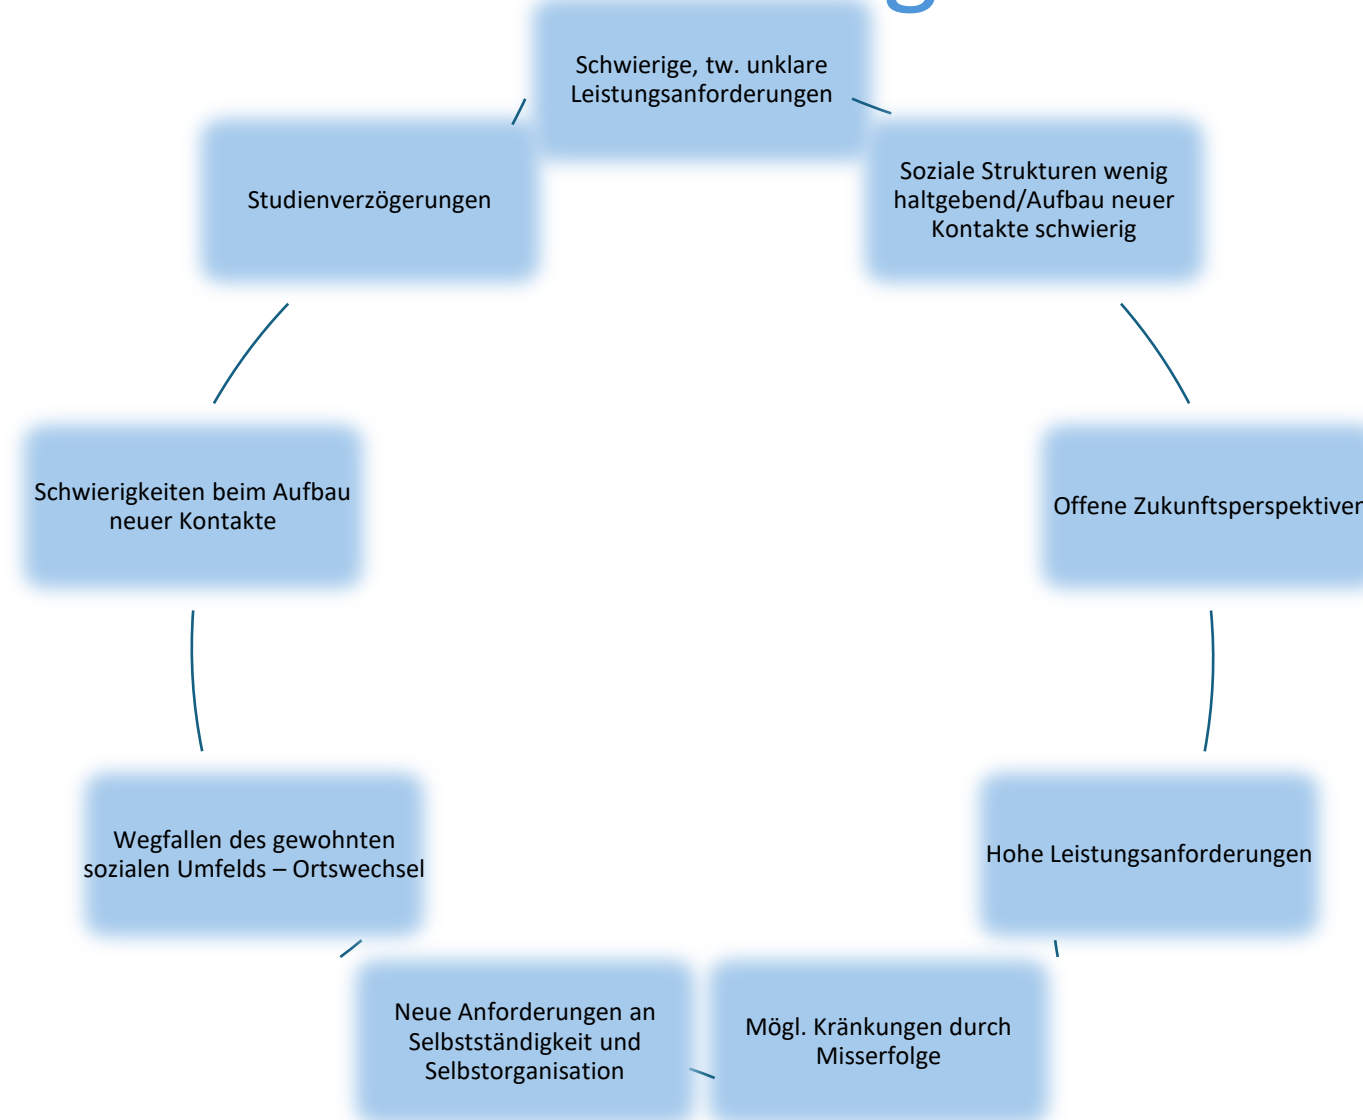 g
Schwierige, tw. unklare
Leistungsanforderungen
Soziale Strukturen wenig
haltgebend/Aufbau neuer
Kontakte schwierig
Offene Zukunftsperspektiven
Hohe Leistungsanforderungen
Mögl. Kränkungen durch
Misserfolge
Neue Anforderungen an
Selbstständigkeit und
Selbstorganisation
Wegfallen des gewohnten
sozialen Umfelds – Ortswechsel
Schwierigkeiten beim Aufbau
neuer Kontakte
Studienverzögerungen